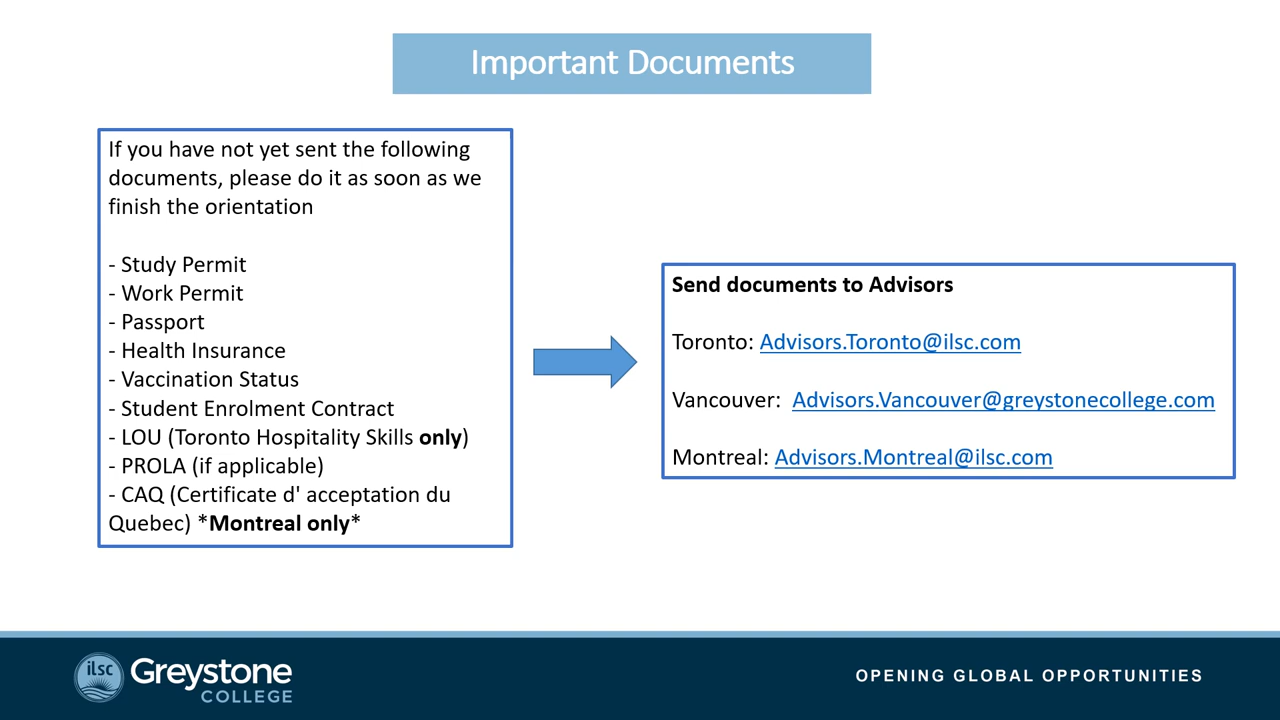 Important Documents
If you have not yet sent the following
documents, please do it as soon as we
finish the orientation
- Study Permit
- Work Permit
- Passport
- Health Insurance
- Vaccination Status
- Student Enrolment Contract
- LOU (Toronto Hospitality Skills only)
- PROLA (if applicable)
- CAQ (Certificate d' acceptation du
Quebec) *Montreal only*
Send documents to Advisors
Toronto: Advisors.Toronto@ilsc.com
Vancouver: Advisors.Vancouver@greystonecollege.com
Montreal: Advisors.Montreal@ilsc.com
ilsc Greystone
COLLEGE
OPENING GLOBAL OPPORTUNITIES